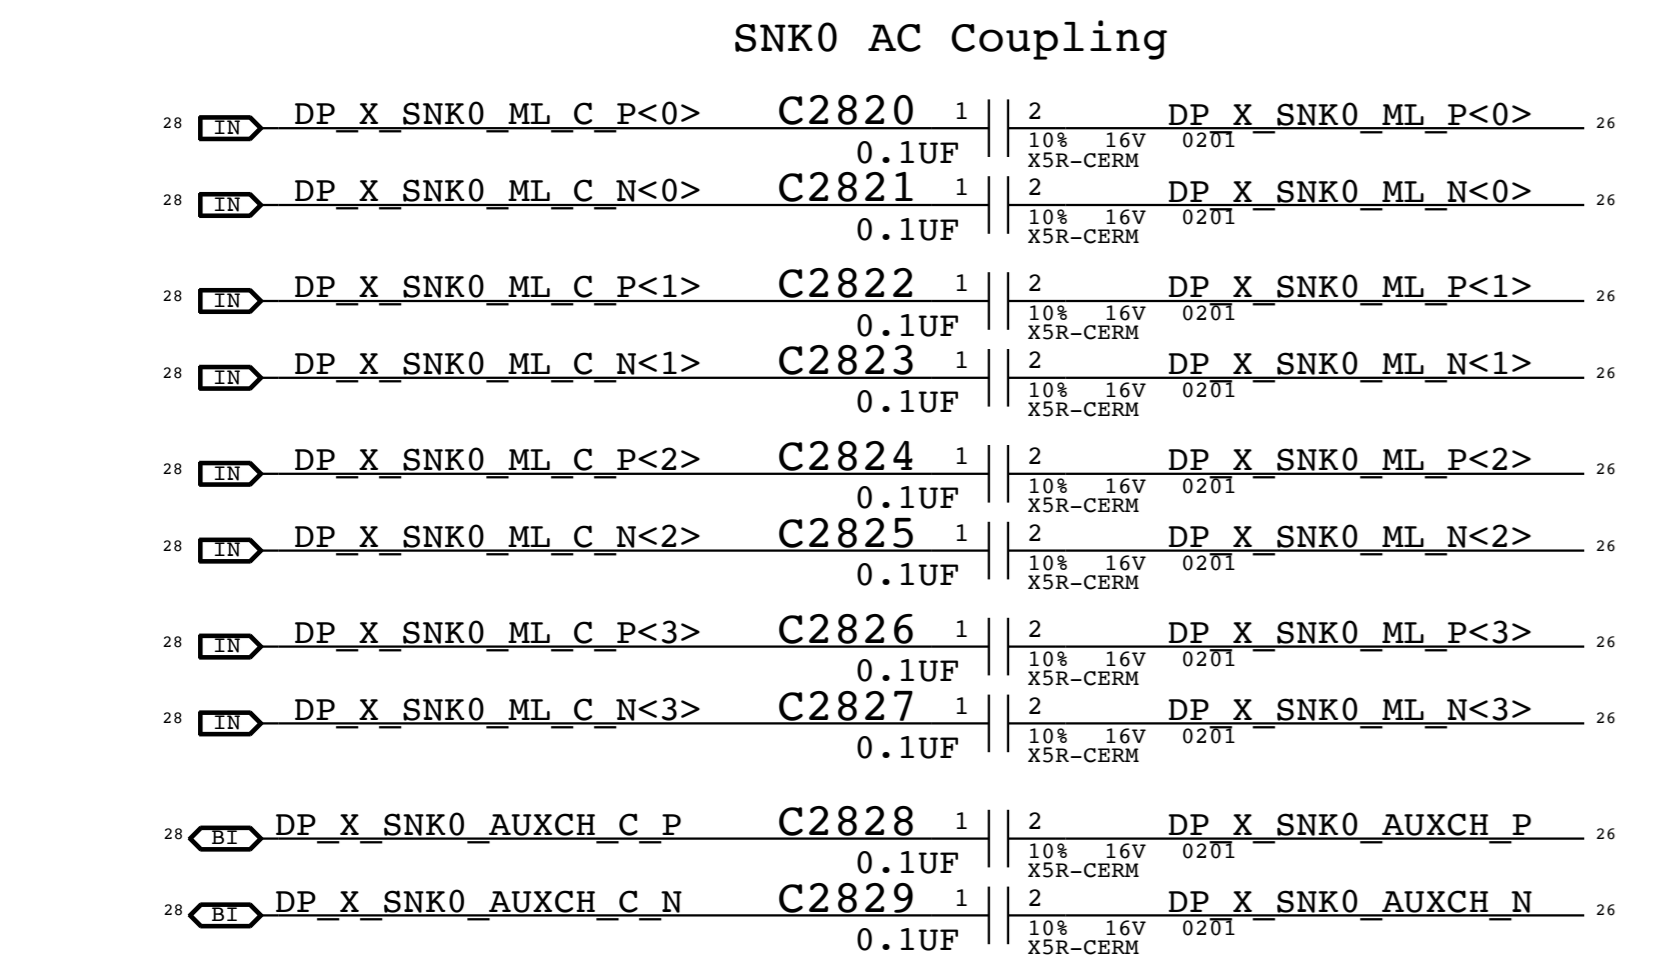 SNK0 AC Coupling
28 IN DP_X_SNK0_ML_C_P<0> C2820 1 2 DP_X_SNK0_ML_P<0> 26
0.1UF 10% 16V 0201
X5R-CERM
28 IN DP_X_SNK0_ML_C_N<0> C2821 1 2 DP_X_SNK0_ML_N<0> 26
0.1UF 10% 16V 0201
X5R-CERM
28 IN DP_X_SNK0_ML_C_P<1> C2822 1 2 DP_X_SNK0_ML_P<1> 26
0.1UF 10% 16V 0201
X5R-CERM
28 IN DP_X_SNK0_ML_C_N<1> C2823 1 2 DP_X_SNK0_ML_N<1> 26
0.1UF 10% 16V 0201
X5R-CERM
28 IN DP_X_SNK0_ML_C_P<2> C2824 1 2 DP_X_SNK0_ML_P<2> 26
0.1UF 10% 16V 0201
X5R-CERM
28 IN DP_X_SNK0_ML_C_N<2> C2825 1 2 DP_X_SNK0_ML_N<2> 26
0.1UF 10% 16V 0201
X5R-CERM
28 IN DP_X_SNK0_ML_C_P<3> C2826 1 2 DP_X_SNK0_ML_P<3> 26
0.1UF 10% 16V 0201
X5R-CERM
28 IN DP_X_SNK0_ML_C_N<3> C2827 1 2 DP_X_SNK0_ML_N<3> 26
0.1UF 10% 16V 0201
X5R-CERM
28 BI DP_X_SNK0_AUXCH_C_P C2828 1 2 DP_X_SNK0_AUXCH_P 26
0.1UF 10% 16V 0201
X5R-CERM
28 BI DP_X_SNK0_AUXCH_C_N C2829 1 2 DP_X_SNK0_AUXCH_N 26
0.1UF 10% 16V 0201
X5R-CERM